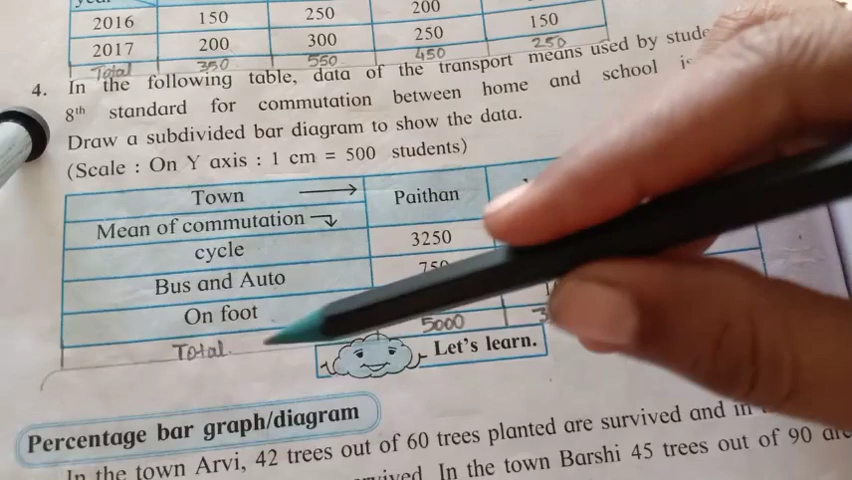 2016 150 250 200
2017 200 300 250 150
Total 350 550 450 250
4. In the following table, data of the transport means used by
8th standard for commutation between home and school
Draw a subdivided bar diagram to show the data.
(Scale : On Y axis : 1 cm = 500 students)
Town Paithan
Mean of commutation
cycle 3250
Bus and Auto 750
On foot
Total 5000
Let's learn.
Percentage bar graph/diagram
In the town Arvi, 42 trees out of 60 trees planted are survived and in
In the town Barshi 45 trees out of 90 are